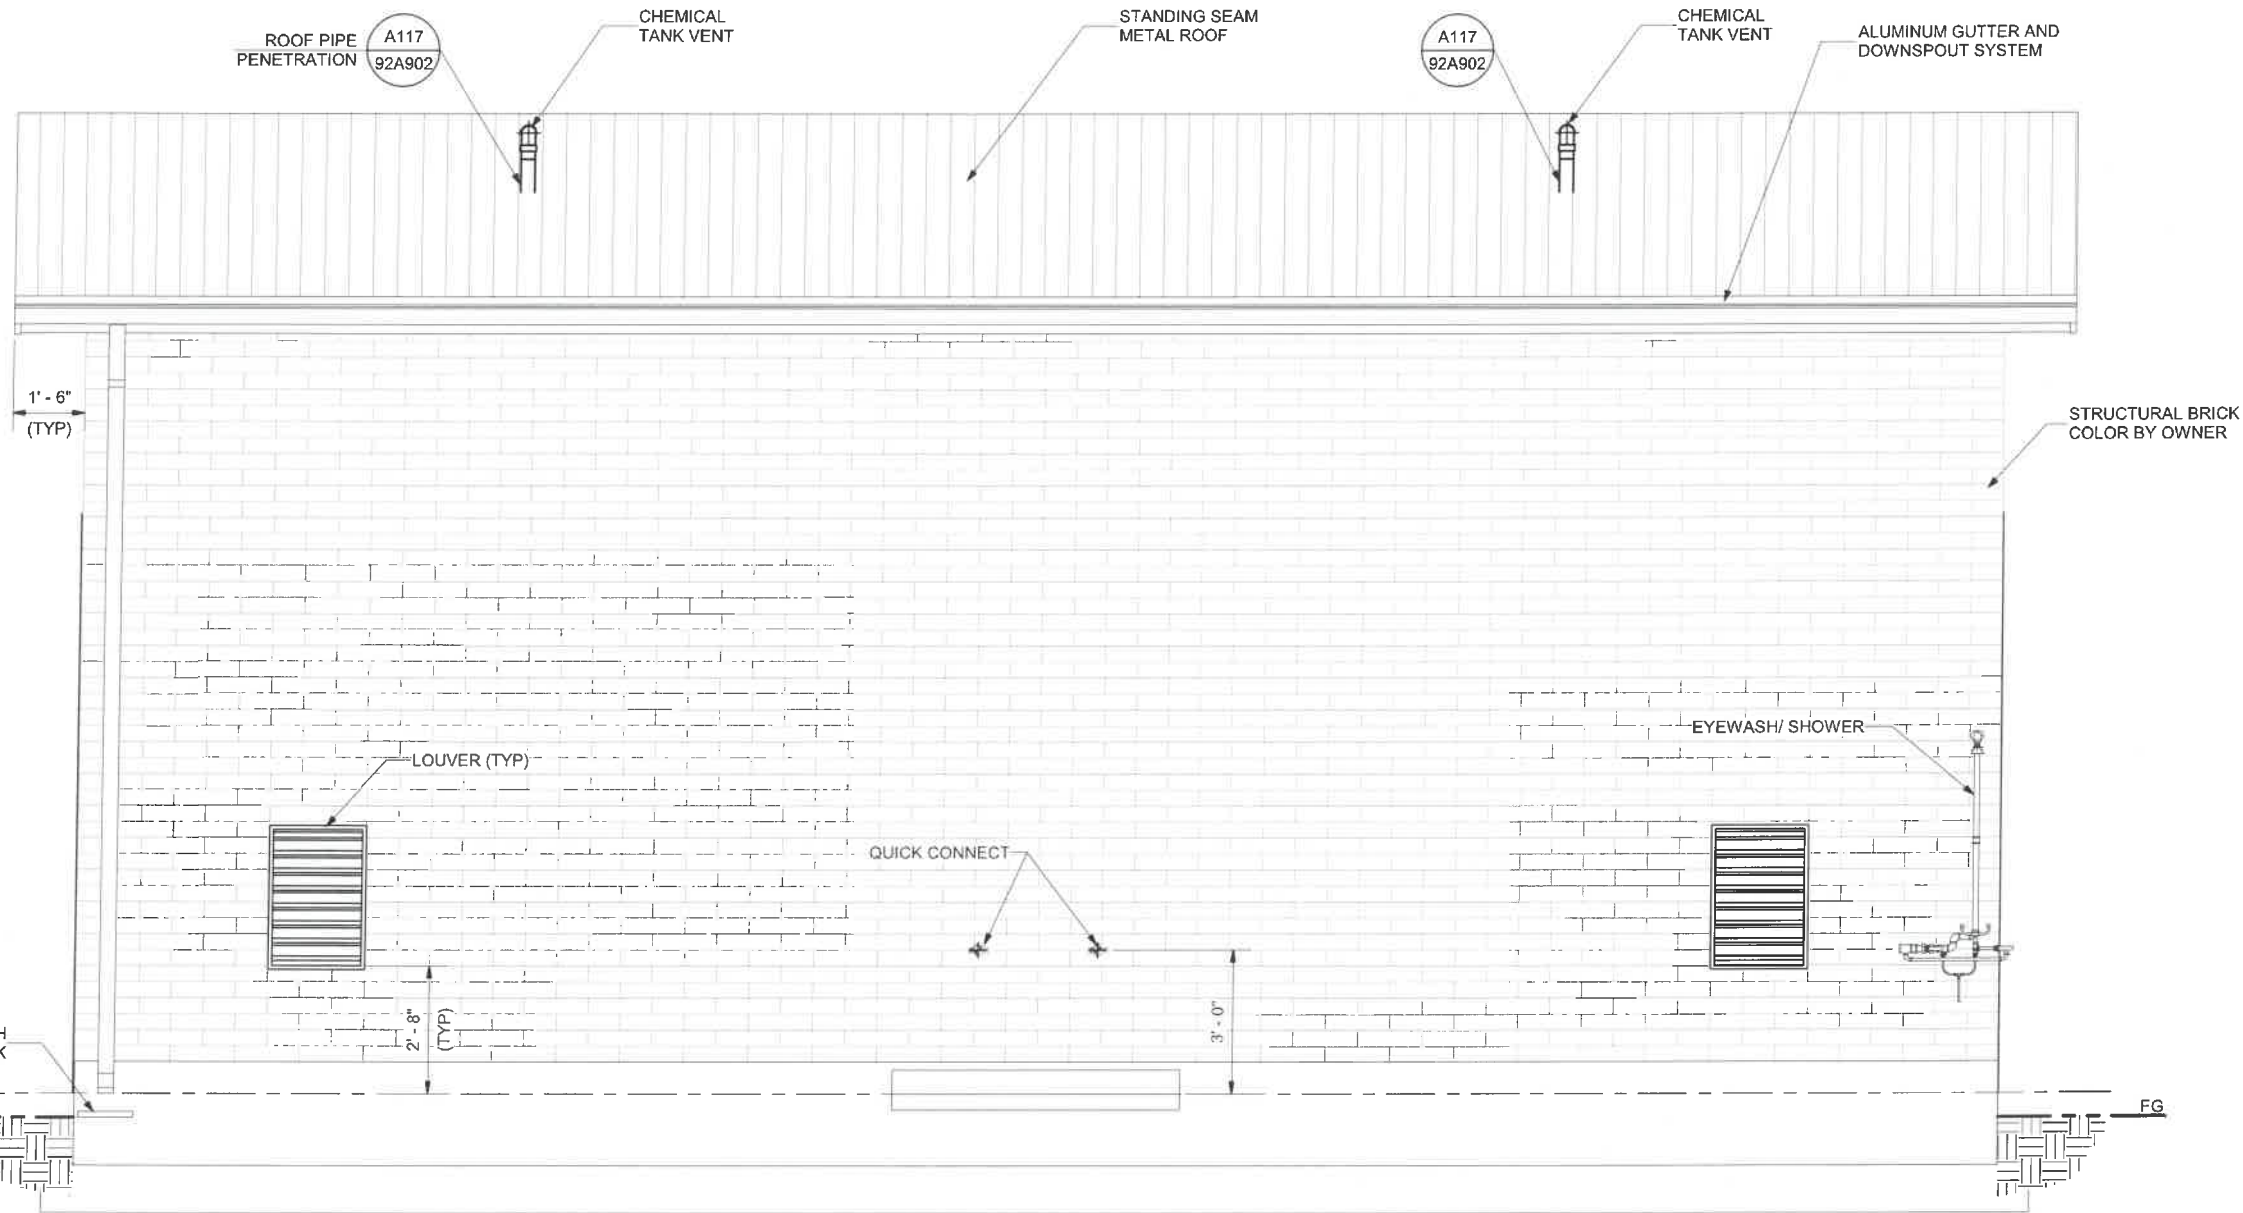 ROOF PIPE
PENETRATION
A117
92A902
CHEMICAL
TANK VENT
STANDING SEAM
METAL ROOF
A117
92A902
CHEMICAL
TANK VENT
ALUMINUM GUTTER AND
DOWNSPOUT SYSTEM
1' - 6"
(TYP)
STRUCTURAL BRICK
COLOR BY OWNER
LOUVER (TYP)
EYEWASH/ SHOWER
QUICK CONNECT
2' - 8"
(TYP)
3' - 0"
FG